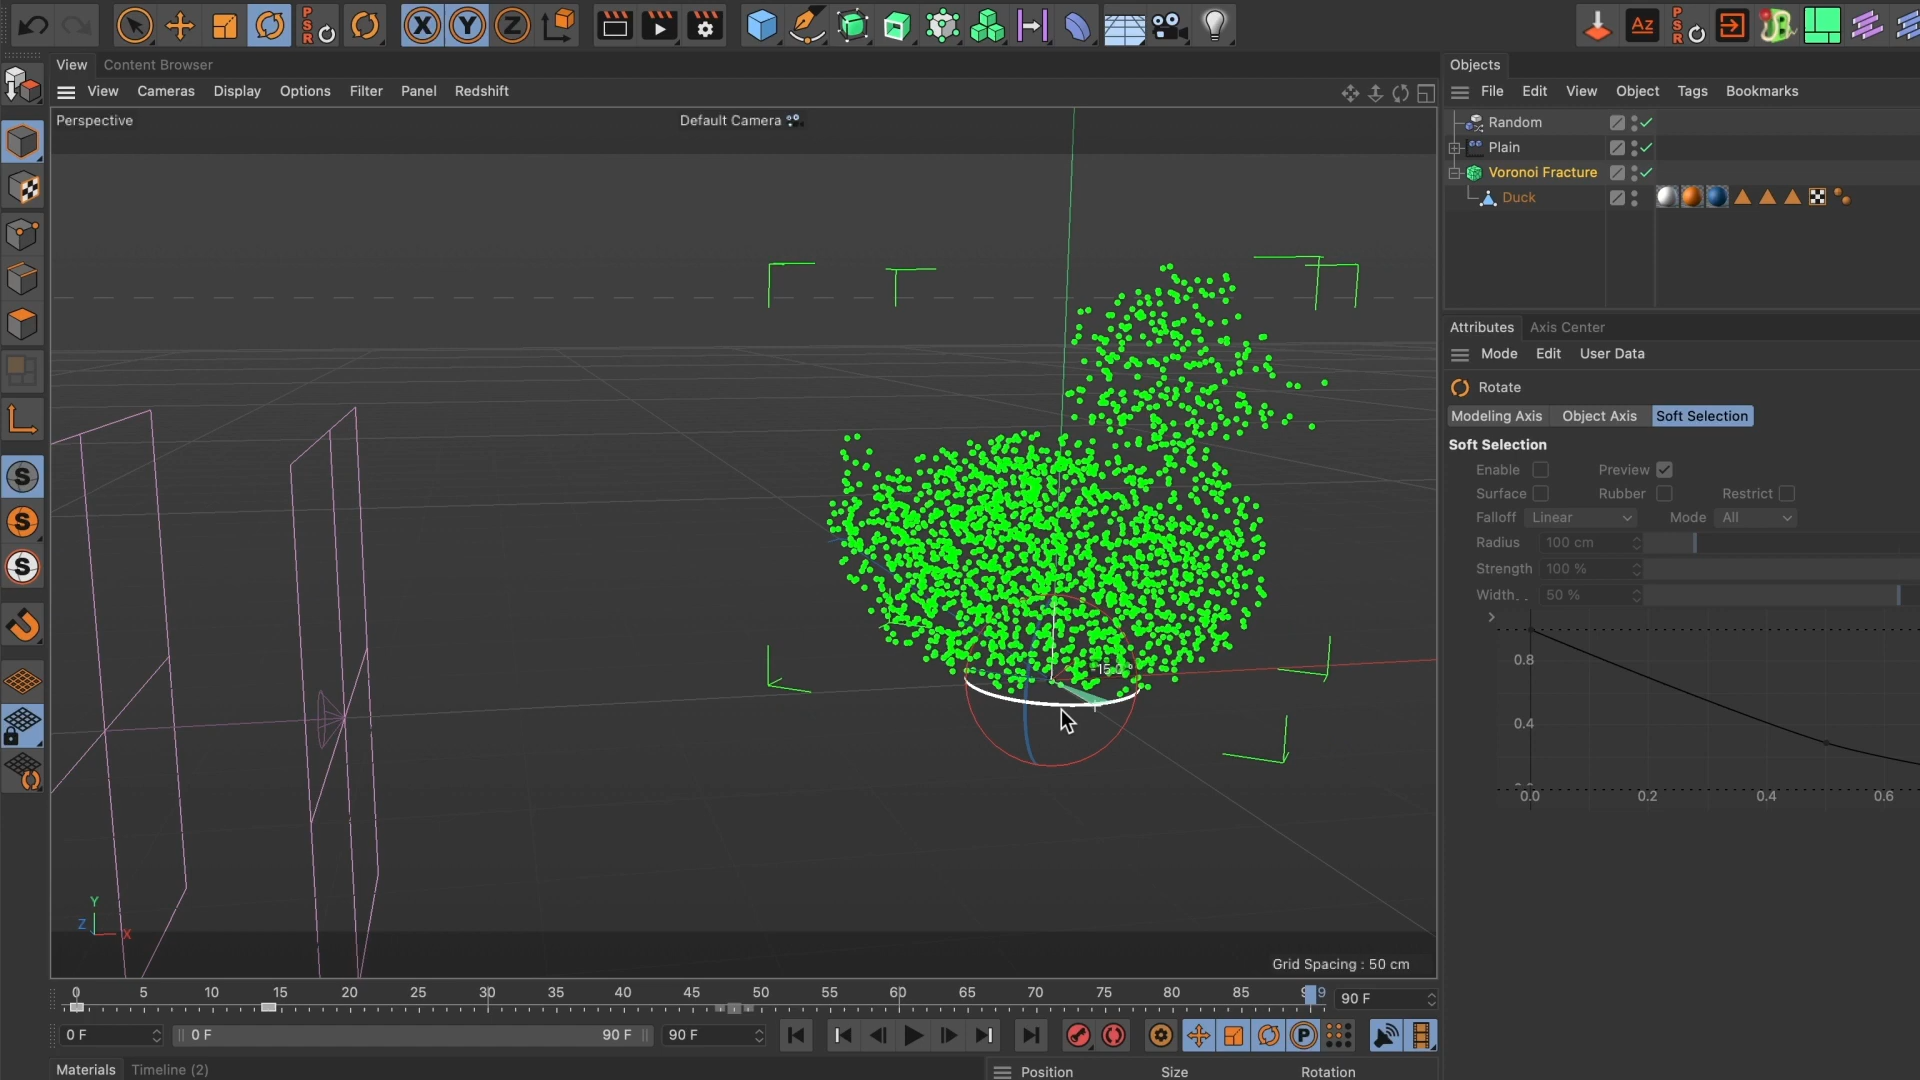 PSR
X Y Z
AZ
PSR
View Content Browser
Objects
View Cameras Display Options Filter Panel Redshift
File Edit View Object Tags Bookmarks
Perspective
Default Camera
Random
Plain
Voronoi Fracture
Duck
Attributes Axis Center
Mode Edit User Data
Rotate
Modeling Axis Object Axis Soft Selection
Soft Selection
Enable Preview
Surface Rubber Restrict
Falloff Linear Mode All
Radius 100 cm
Strength 100 %
Width. . 50 %
S
S
S
0.8
0.4
0.0 0.2 0.4 0.6
Y
Z X
Grid Spacing : 50 cm
0 5 10 15 20 25 30 35 40 45 50 55 60 65 70 75 80 85
90 F
0 F 0 F 90 F 90 F
P
Materials Timeline (2)
Position Size Rotation